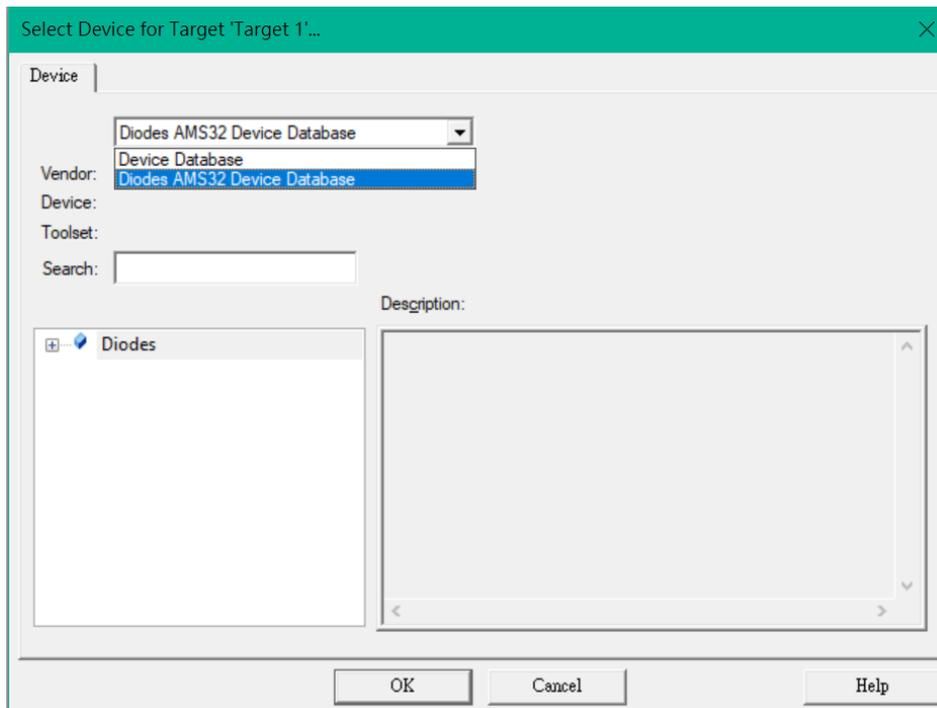 Select Device for Target 'Target 1'...
Device
Diodes AMS32 Device Database
Device Database
Vendor:
Diodes AMS32 Device Database
Device:
Toolset:
Search:
Description:
Diodes
OK
Cancel
Help